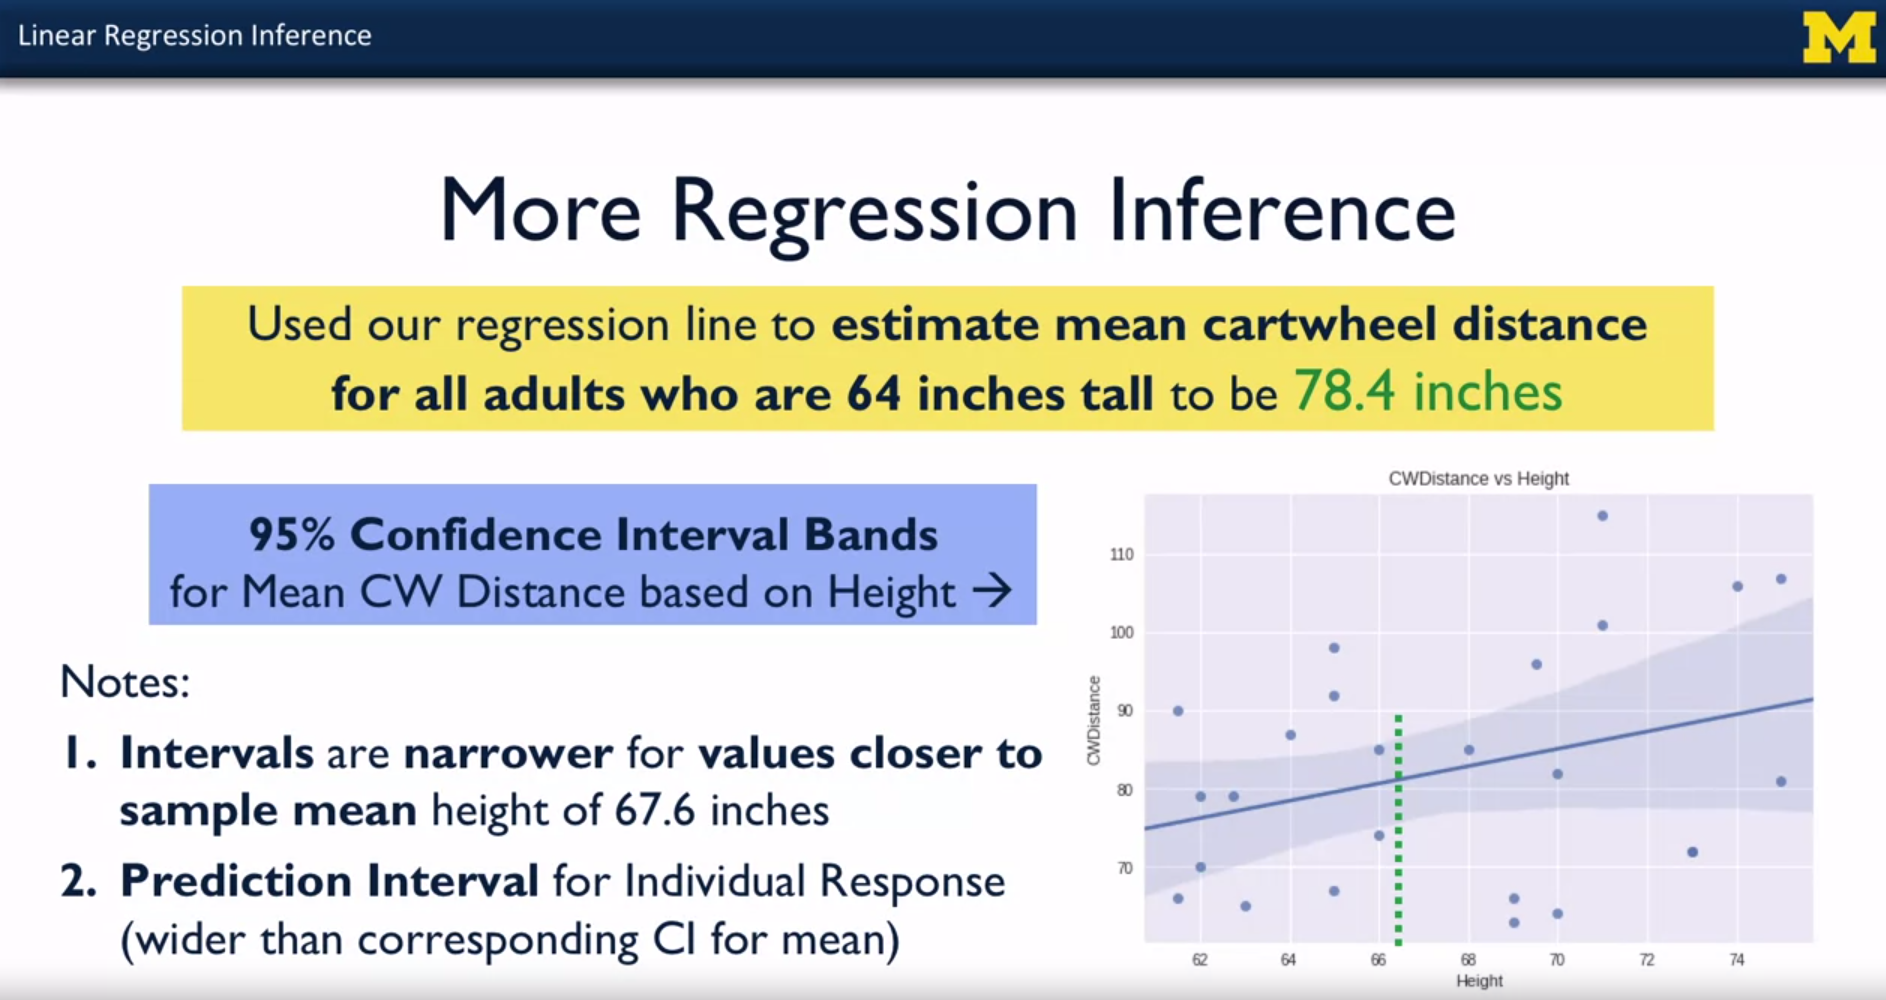 Linear Regression Inference
M
More Regression Inference
Used our regression line to estimate mean cartwheel distance
for all adults who are 64 inches tall to be 78.4 inches
95% Confidence Interval Bands
for Mean CW Distance based on Height →
Notes:
1. Intervals are narrower for values closer to
sample mean height of 67.6 inches
2. Prediction Interval for Individual Response
(wider than corresponding CI for mean)
CWDistance vs Height
CWDistance
110
100
90
80
70
62 64 66 68 70 72 74
Height